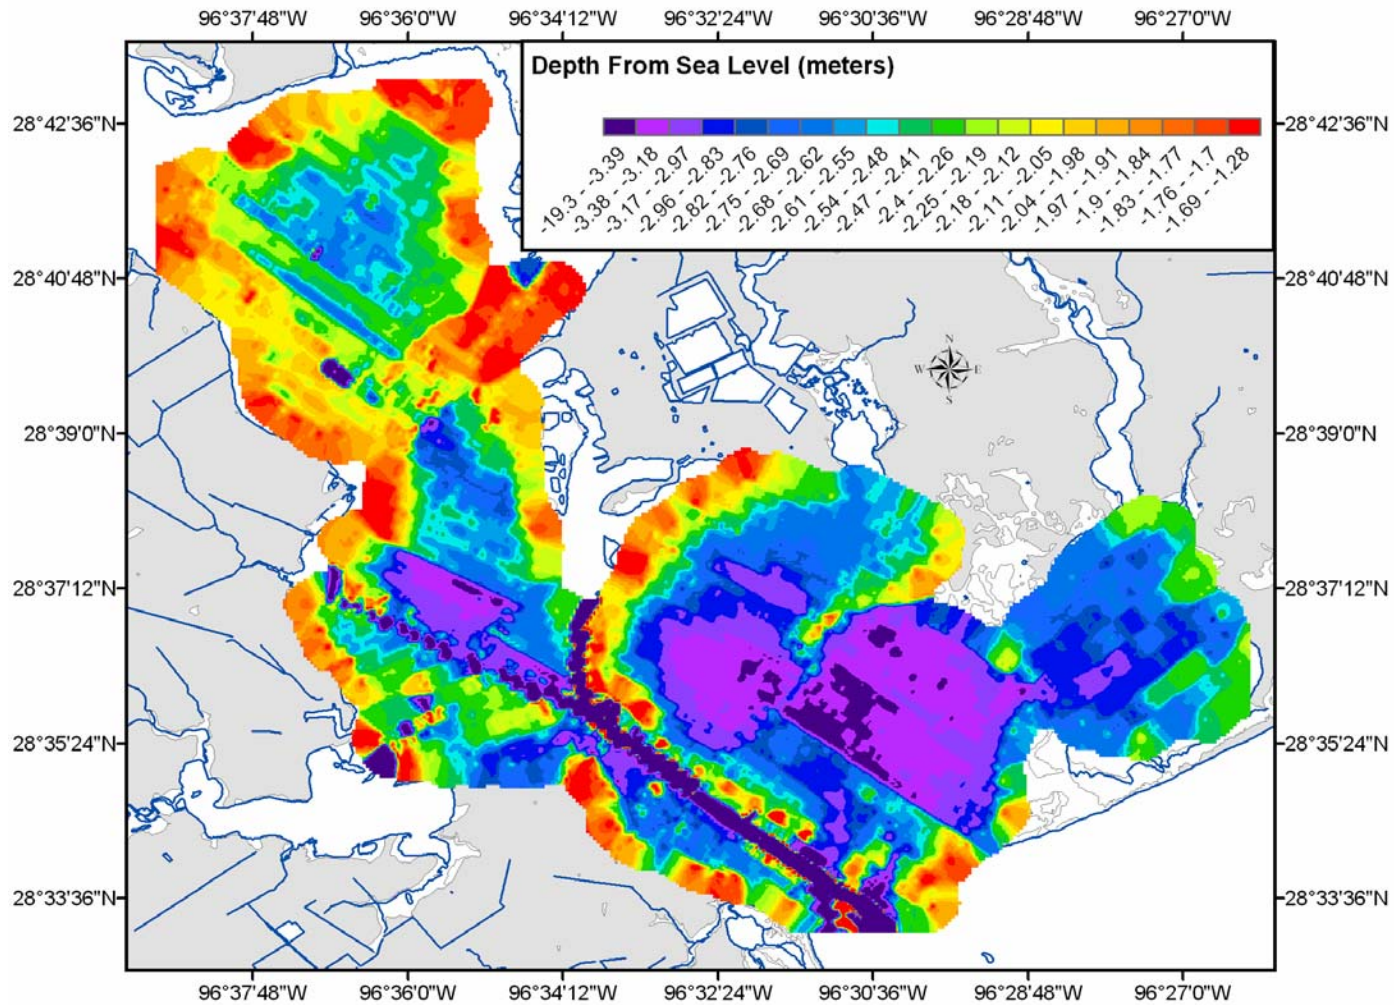 96°37'48"W 96°36'0"W 96°34'12"W 96°32'24"W 96°30'36"W 96°28'48"W 96°27'0"W
Depth From Sea Level (meters)
28°42'36"N 28°42'36"N
-19.3 - -3.39
-3.38 - -3.18
-3.17 - -2.97
-2.96 - -2.83
-2.82 - -2.76
-2.75 - -2.69
-2.68 - -2.62
-2.61 - -2.55
-2.54 - -2.48
-2.47 - -2.41
-2.4 - -2.26
-2.25 - -2.19
-2.18 - -2.12
-2.11 - -2.05
-2.04 - -1.98
-1.97 - -1.91
-1.9 - -1.84
-1.83 - -1.77
-1.76 - -1.7
-1.69 - -1.28
28°40'48"N 28°40'48"N
N
W E
S
28°39'0"N 28°39'0"N
28°37'12"N 28°37'12"N
28°35'24"N 28°35'24"N
28°33'36"N 28°33'36"N
96°37'48"W 96°36'0"W 96°34'12"W 96°32'24"W 96°30'36"W 96°28'48"W 96°27'0"W